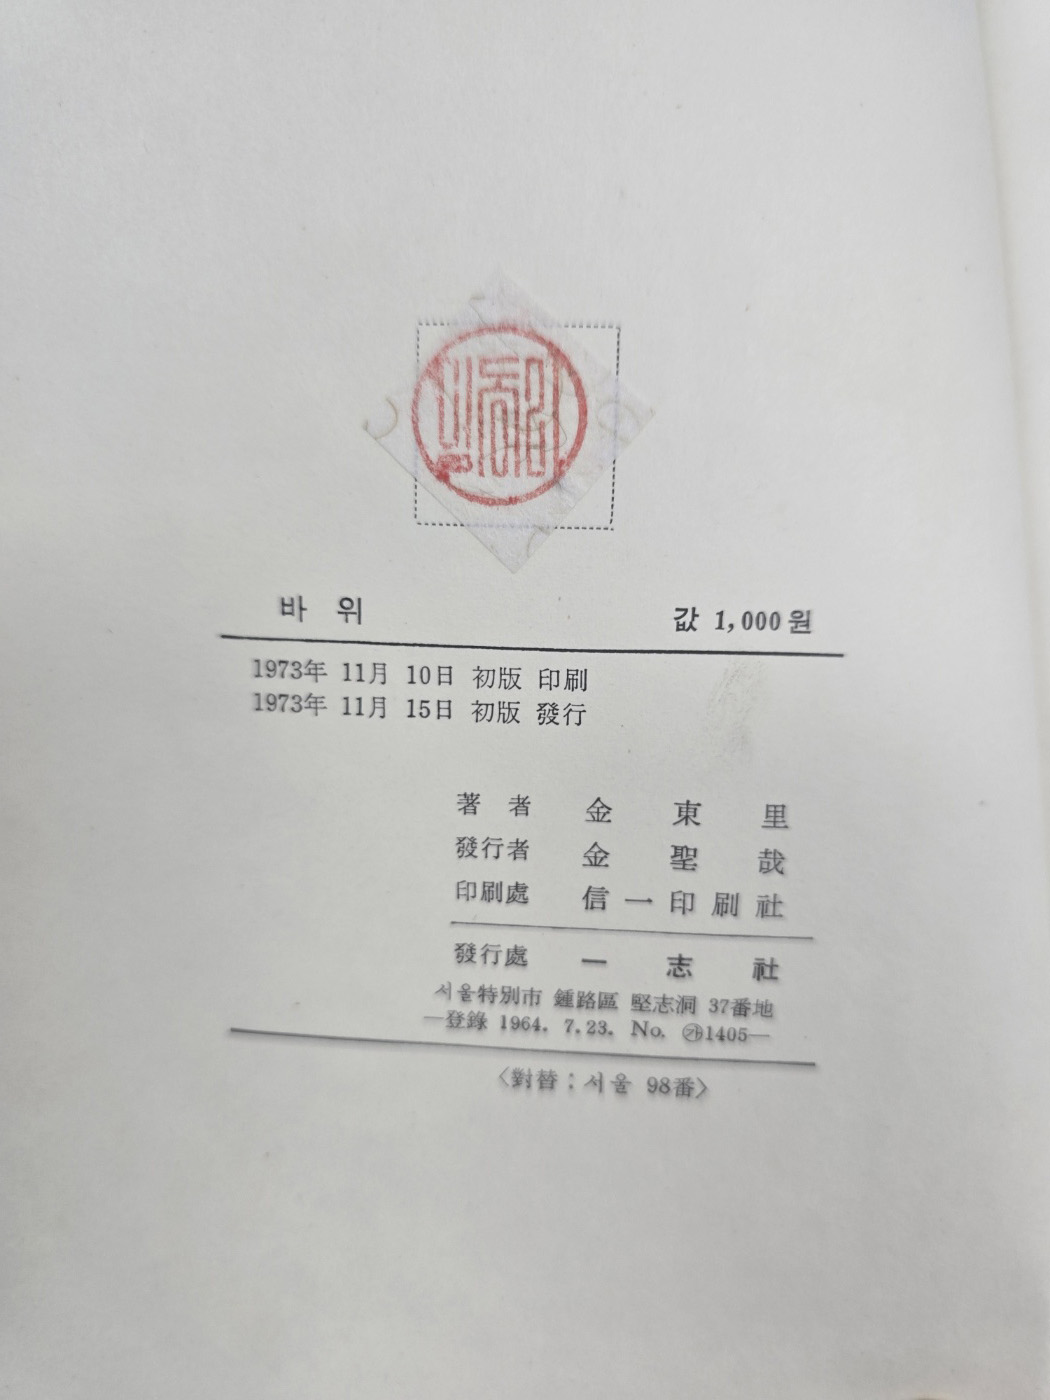 바 위 값 1,000원
1973年 11月 10日 初版 印刷
1973年 11月 15日 初版 發行
著 者 金 東 里
發行者 金 聖 哉
印刷處 信 一 印 刷 社
發行處 一 志 社
서울特別市 鍾路區 堅志洞 37番地
—登錄 1964. 7.23. No. ㉮1405—
〈對替 : 서울 98番〉